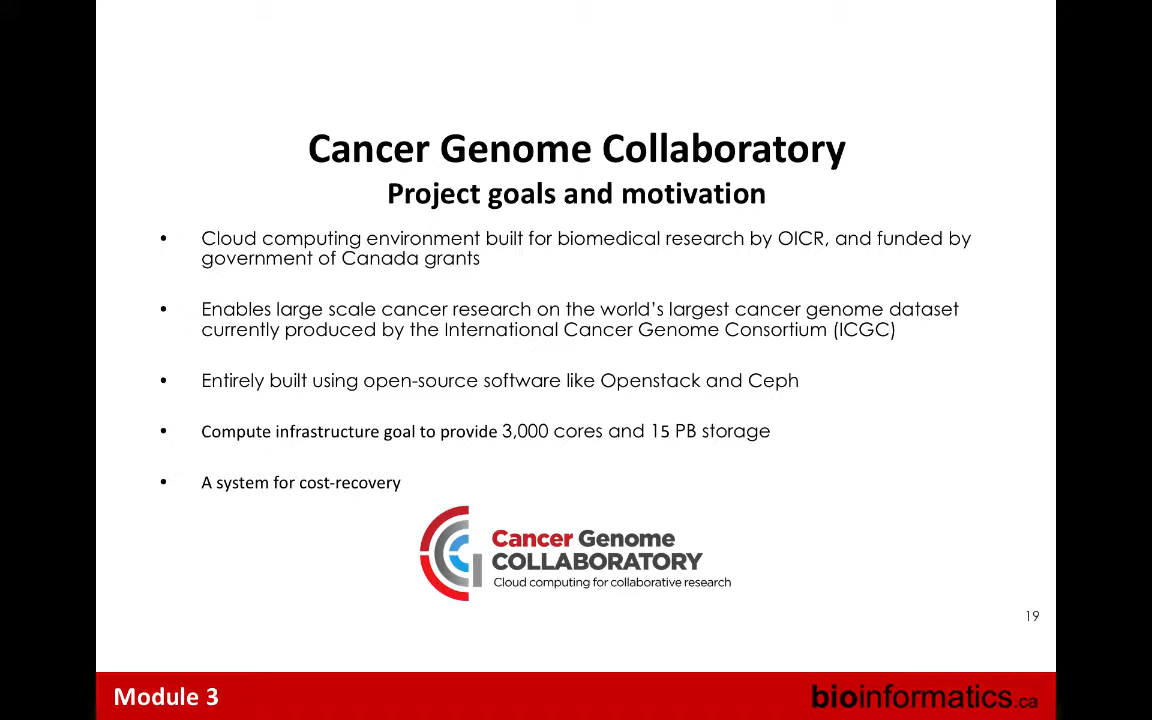 Cancer Genome Collaboratory
Project goals and motivation
• Cloud computing environment built for biomedical research by OICR, and funded by
government of Canada grants
• Enables large scale cancer research on the world’s largest cancer genome dataset
currently produced by the International Cancer Genome Consortium (ICGC)
• Entirely built using open-source software like Openstack and Ceph
• Compute infrastructure goal to provide 3,000 cores and 15 PB storage
• A system for cost-recovery
Cancer Genome
COLLABORATORY
Cloud computing for collaborative research
19
Module 3
bioinformatics.ca